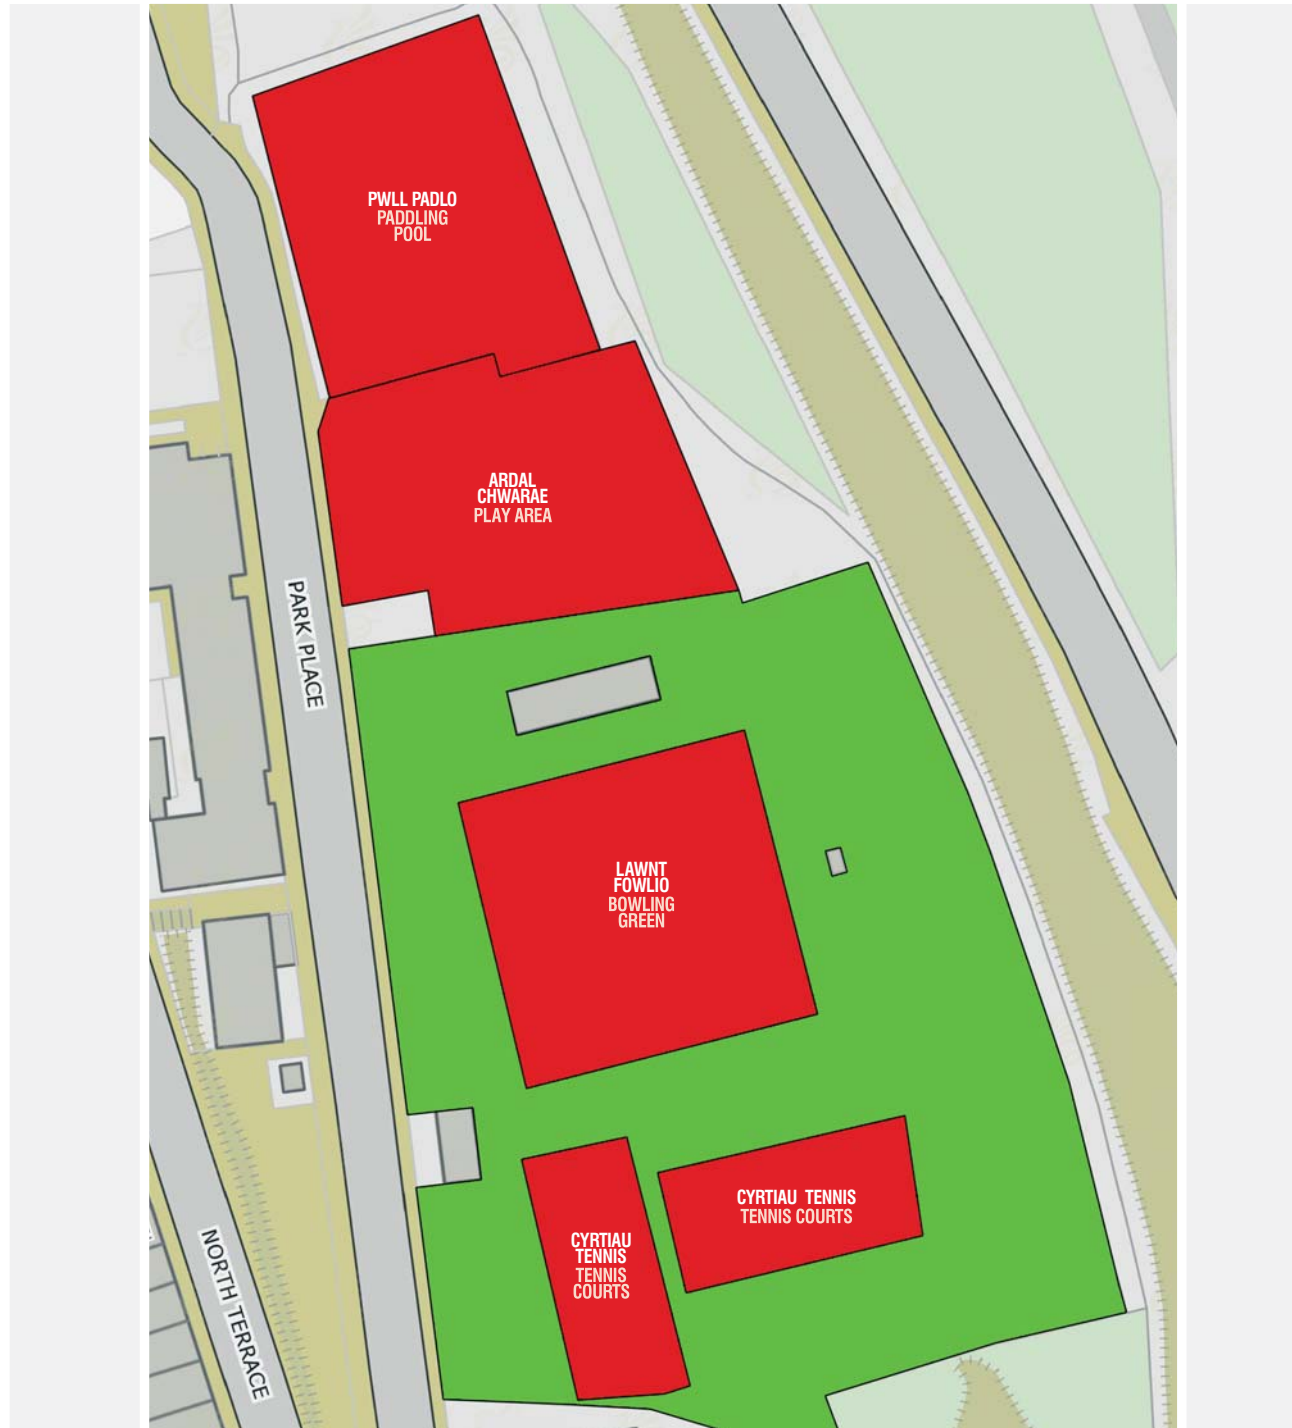 PWLL PADLO
PADDLING
POOL
ARDAL
CHWARAE
PLAY AREA
PARK PLACE
LAWNT
FOWLIO
BOWLING
GREEN
CYRTIAU TENNIS
TENNIS COURTS
CYRTIAU
TENNIS
TENNIS
COURTS
NORTH TERRACE